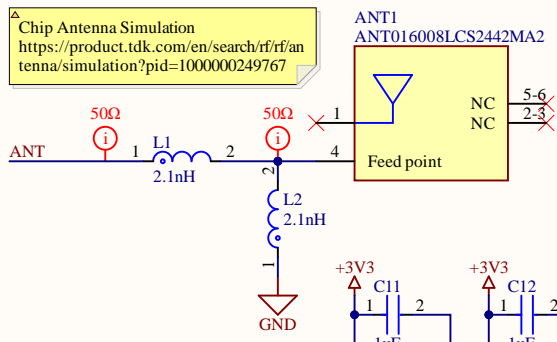 Chip Antenna Simulation
https://product.tdk.com/en/search/rf/rf/an
tenna/simulation?pid=1000000249767
ANT1
ANT016008LCS2442MA2
NC 5-6
NC 2-3
1
50Ω
i
50Ω
i
ANT
1 L1 2
2.1nH
4 Feed point
2
L2
2.1nH
1
GND
+3V3
C11
1 2
+3V3
C12
1 2